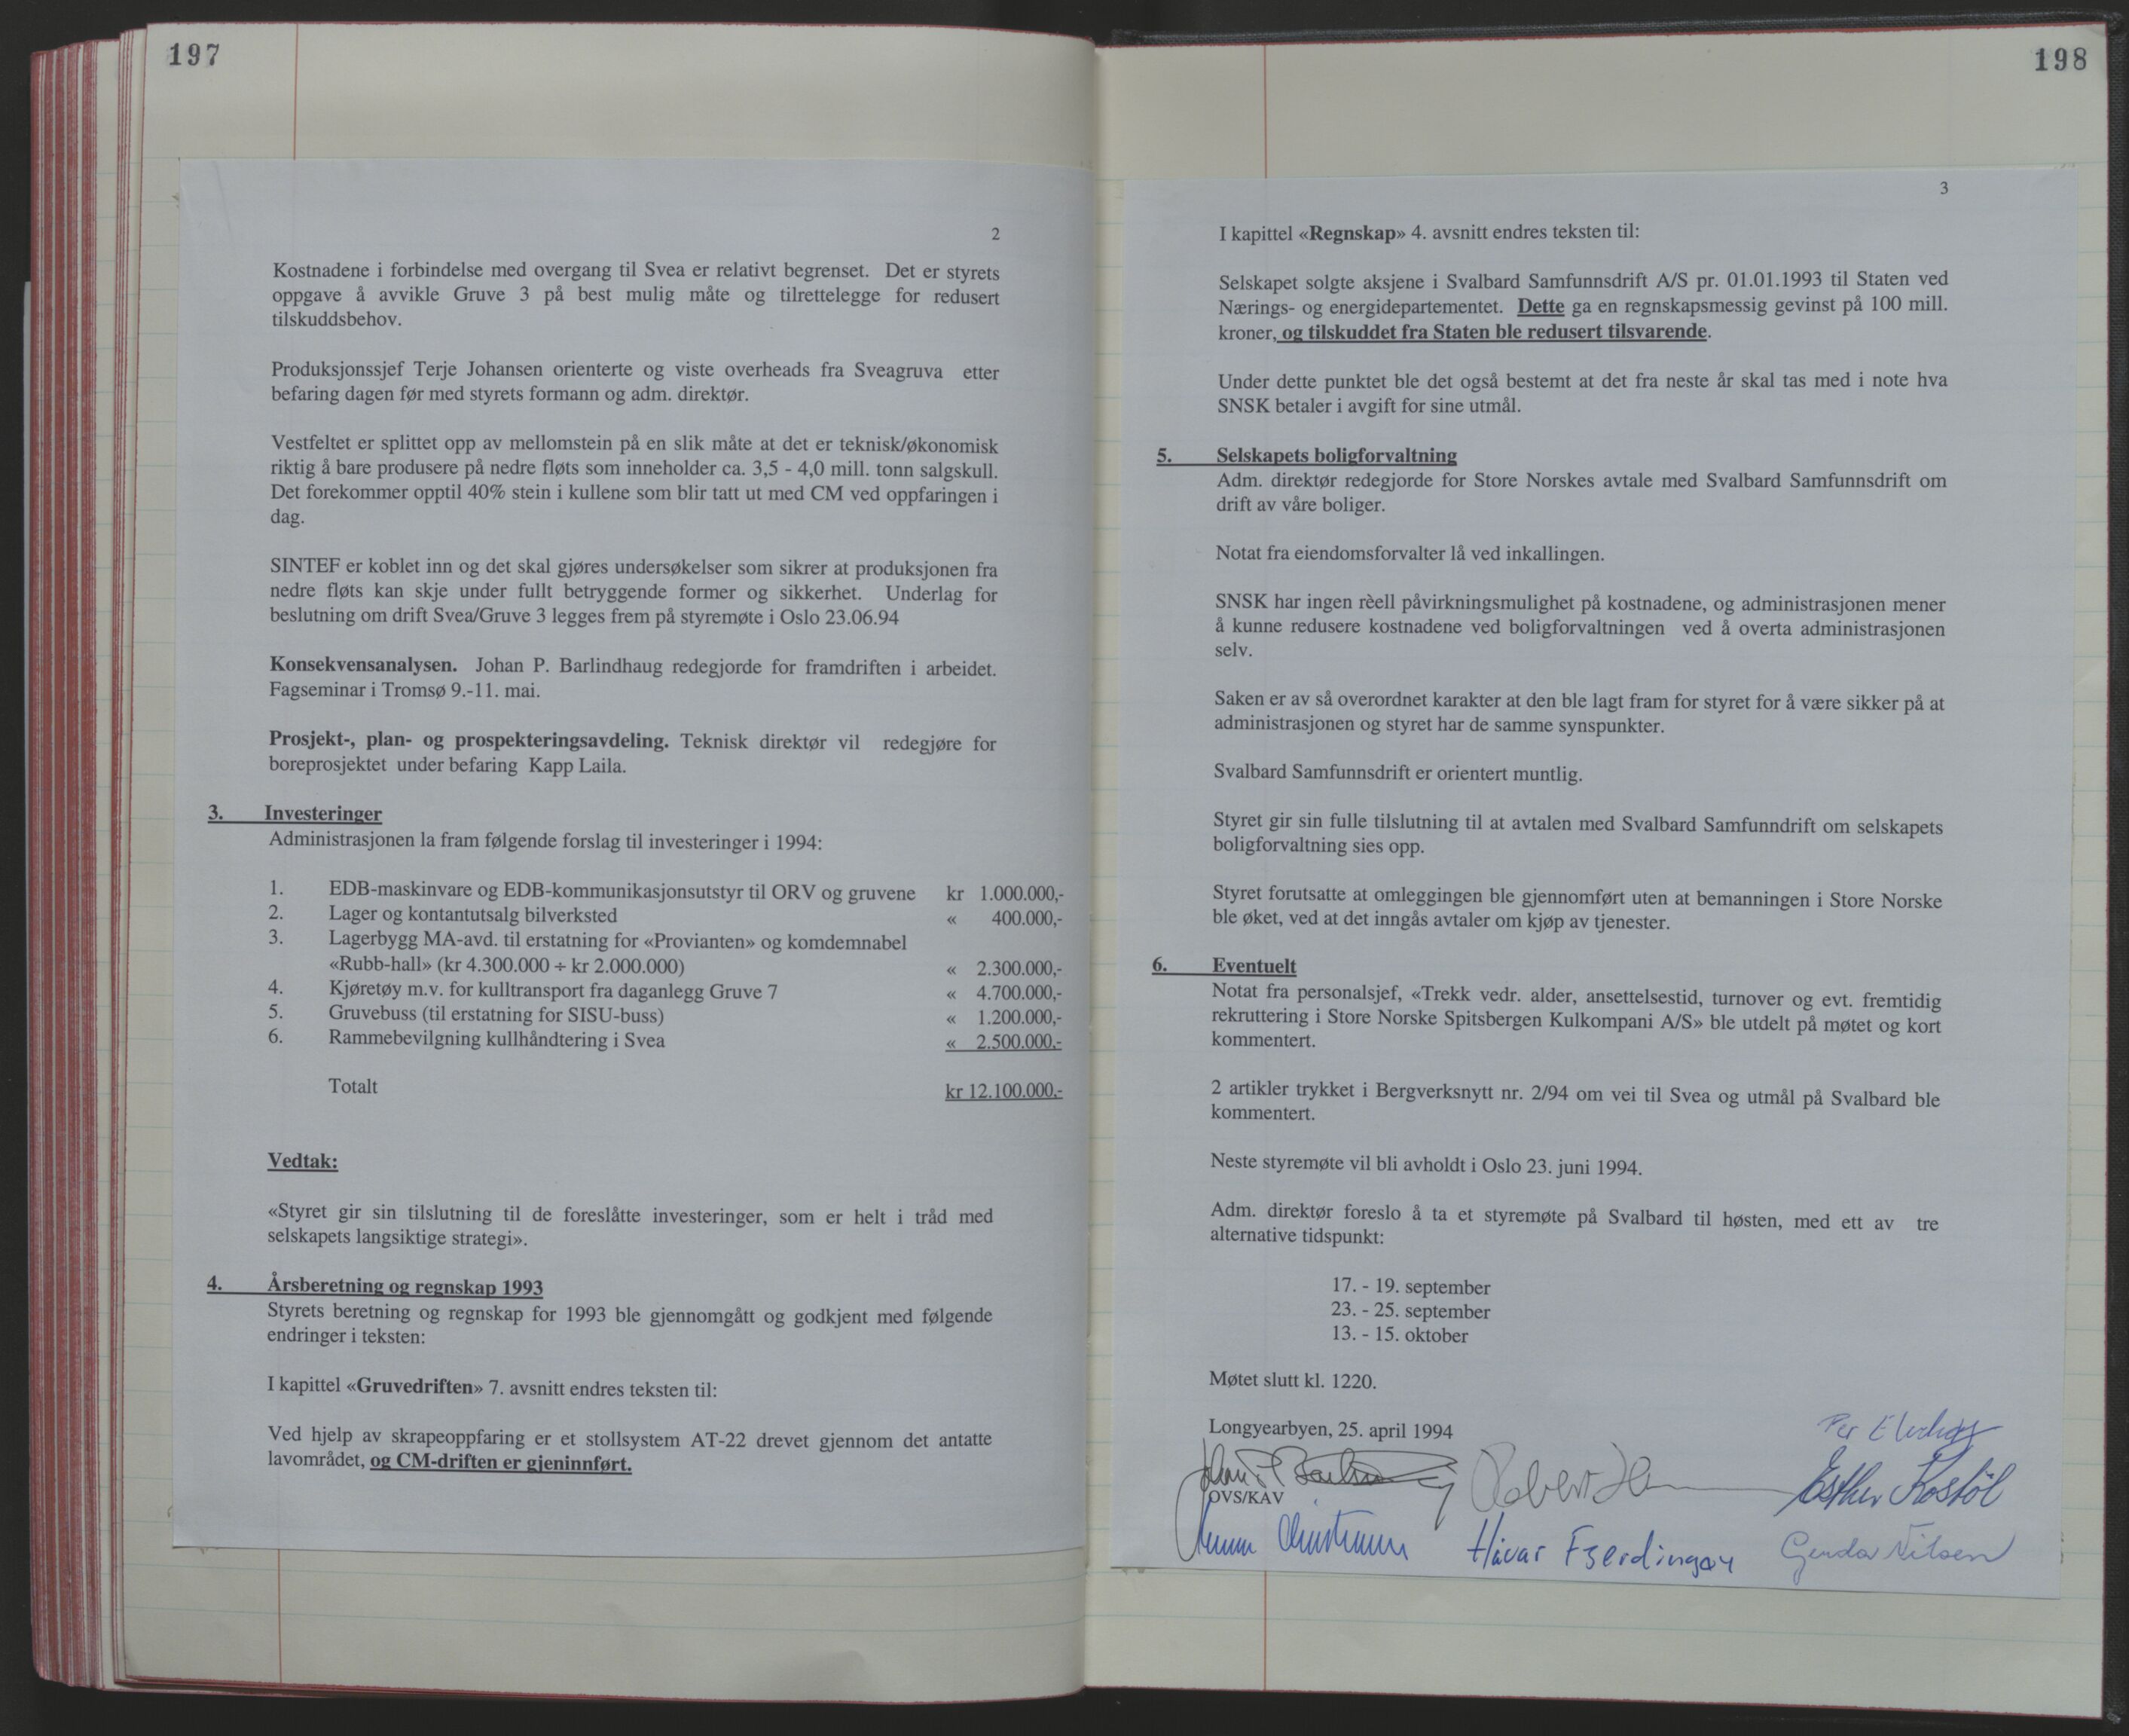 197
2
Kostnadene i forbindelse med overgang til Svea er relativt begrenset. Det er styrets
oppgave å avvikle Gruve 3 på best mulig måte og tilrettelegge for redusert
tilskuddsbehov.
Produksjonssjef Terje Johansen orienterte og viste overheads fra Sveagruva etter
befaring dagen før med styrets formann og adm. direktør.
Vestfeltet er splittet opp av mellomstein på en slik måte at det er teknisk/økonomisk
riktig å bare produsere på nedre fløts som inneholder ca. 3,5 - 4,0 mill. tonn salgskull.
Det forekommer opptil 40% stein i kullene som blir tatt ut med CM ved oppfaringen i
dag.
SINTEF er koblet inn og det skal gjøres undersøkelser som sikrer at produksjonen fra
nedre fløts kan skje under fullt betryggende former og sikkerhet. Underlag for
beslutning om drift Svea/Gruve 3 legges frem på styremøte i Oslo 23.06.94
Konsekvensanalysen. Johan P. Barlindhaug redegjorde for framdriften i arbeidet.
Fagseminar i Tromsø 9.-11. mai.
Prosjekt-, plan- og prospekteringsavdeling. Teknisk direktør vil redegjøre for
boreprosjektet under befaring Kapp Laila.
3. Investeringer
Administrasjonen la fram følgende forslag til investeringer i 1994:
1. EDB-maskinvare og EDB-kommunikasjonsutstyr til ORV og gruvene kr 1.000.000,-
2. Lager og kontantutsalg bilverksted « 400.000,-
3. Lagerbygg MA-avd. til erstatning for «Provianten» og komdemnabel
«Rubb-hall» (kr 4.300.000 ÷ kr 2.000.000) « 2.300.000,-
4. Kjøretøy m.v. for kulltransport fra daganlegg Gruve 7 « 4.700.000,-
5. Gruvebuss (til erstatning for SISU-buss) « 1.200.000,-
6. Rammebevilgning kullhåndtering i Svea « 2.500.000,-
Totalt kr 12.100.000,-
Vedtak:
«Styret gir sin tilslutning til de foreslåtte investeringer, som er helt i tråd med
selskapets langsiktige strategi».
4. Årsberetning og regnskap 1993
Styrets beretning og regnskap for 1993 ble gjennomgått og godkjent med følgende
endringer i teksten:
I kapittel «Gruvedriften» 7. avsnitt endres teksten til:
Ved hjelp av skrapeoppfaring er et stollsystem AT-22 drevet gjennom det antatte
lavområdet, og CM-driften er gjeninnført.
198
3
I kapittel «Regnskap» 4. avsnitt endres teksten til:
Selskapet solgte aksjene i Svalbard Samfunnsdrift A/S pr. 01.01.1993 til Staten ved
Nærings- og energidepartementet. Dette ga en regnskapsmessig gevinst på 100 mill.
kroner, og tilskuddet fra Staten ble redusert tilsvarende.
Under dette punktet ble det også bestemt at det fra neste år skal tas med i note hva
SNSK betaler i avgift for sine utmål.
5. Selskapets boligforvaltning
Adm. direktør redegjorde for Store Norskes avtale med Svalbard Samfunnsdrift om
drift av våre boliger.
Notat fra eiendomsforvalter lå ved inkallingen.
SNSK har ingen rèell påvirkningsmulighet på kostnadene, og administrasjonen mener
å kunne redusere kostnadene ved boligforvaltningen ved å overta administrasjonen
selv.
Saken er av så overordnet karakter at den ble lagt fram for styret for å være sikker på at
administrasjonen og styret har de samme synspunkter.
Svalbard Samfunnsdrift er orientert muntlig.
Styret gir sin fulle tilslutning til at avtalen med Svalbard Samfunndrift om selskapets
boligforvaltning sies opp.
Styret forutsatte at omleggingen ble gjennomført uten at bemanningen i Store Norske
ble øket, ved at det inngås avtaler om kjøp av tjenester.
6. Eventuelt
Notat fra personalsjef, «Trekk vedr. alder, ansettelsestid, turnover og evt. fremtidig
rekruttering i Store Norske Spitsbergen Kulkompani A/S» ble utdelt på møtet og kort
kommentert.
2 artikler trykket i Bergverksnytt nr. 2/94 om vei til Svea og utmål på Svalbard ble
kommentert.
Neste styremøte vil bli avholdt i Oslo 23. juni 1994.
Adm. direktør foreslo å ta et styremøte på Svalbard til høsten, med ett av tre
alternative tidspunkt:
17. - 19. september
23. - 25. september
13. - 15. oktober
Møtet slutt kl. 1220.
Longyearbyen, 25. april 1994
Per
Johan P
Robert
Esther Kostöl
OVS/KAV
Håvar Fjerdingøy
Gerda Nilsen